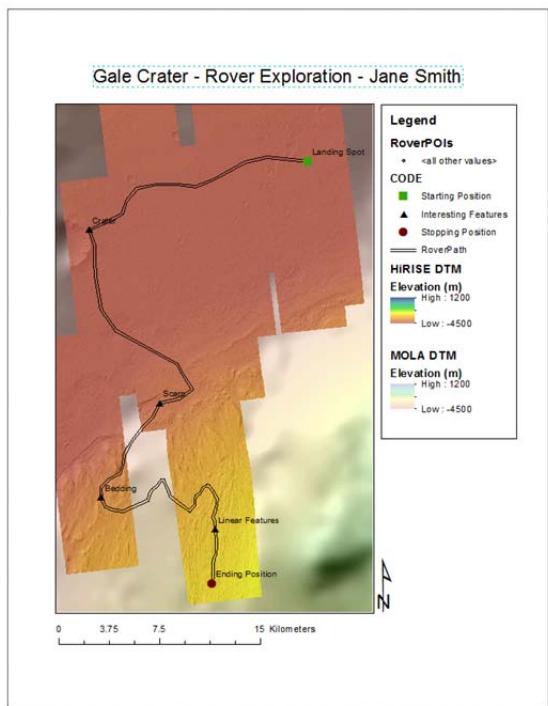 Gale Crater - Rover Exploration - Jane Smith
Landing Spot
Crater
Scarp
Bedding
Linear Features
Ending Position
Legend
RoverPOIs
<all other values>
CODE
Starting Position
Interesting Features
Stopping Position
RoverPath
HiRISE DTM
Elevation (m)
High : 1200
Low : -4500
MOLA DTM
Elevation (m)
High : 1200
Low : -4500
N
0 3.75 7.5 15 Kilometers